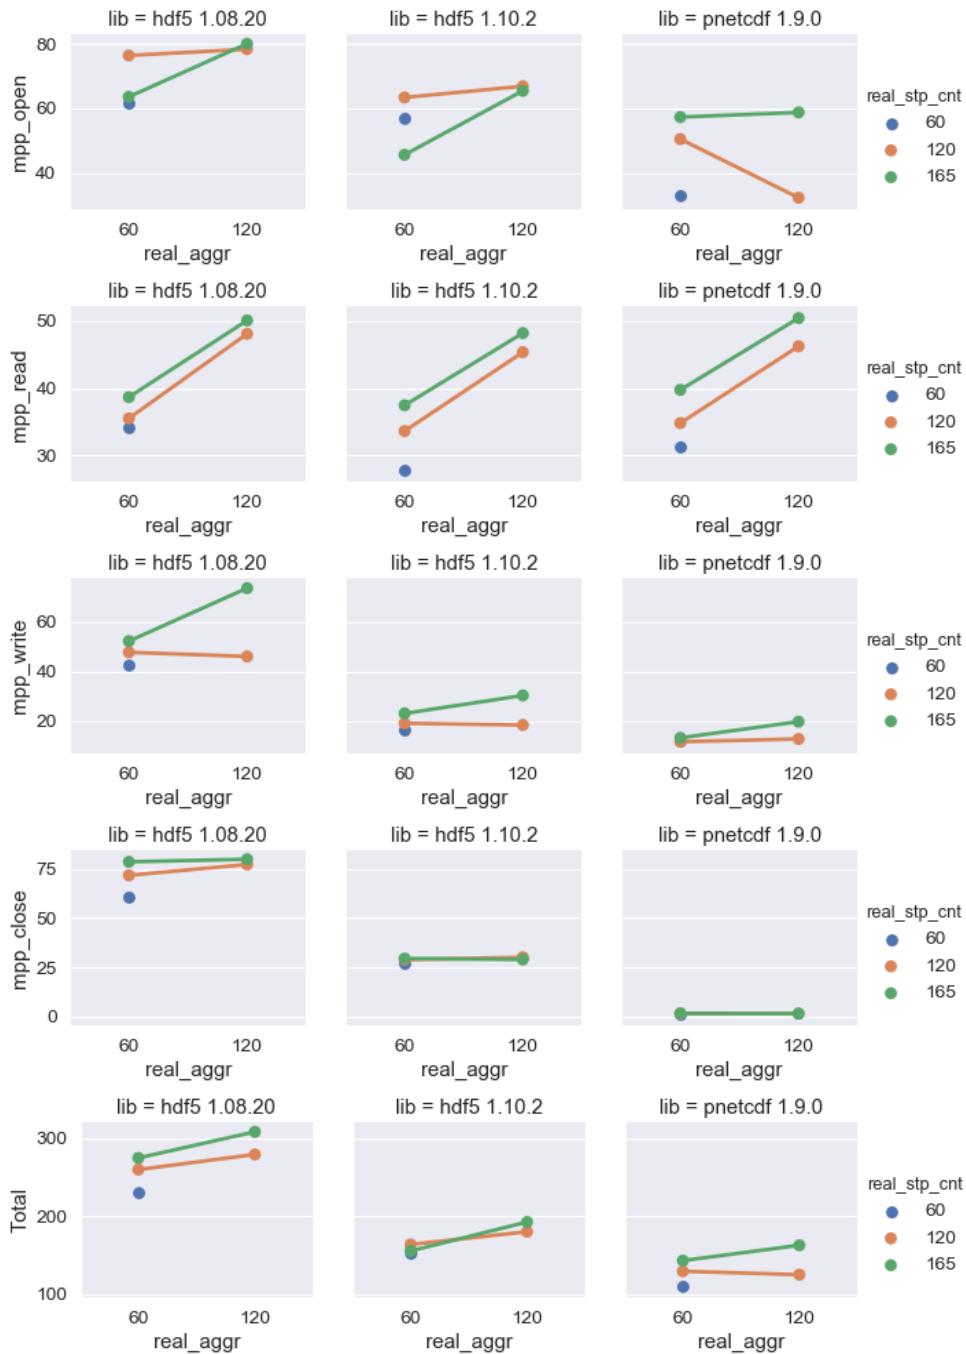 lib = hdf5 1.08.20 lib = hdf5 1.10.2 lib = pnetcdf 1.9.0
80
60
40
mpp_open
real_stp_cnt
60
120
165
60 120 60 120 60 120
real_aggr real_aggr real_aggr
lib = hdf5 1.08.20 lib = hdf5 1.10.2 lib = pnetcdf 1.9.0
50
40
30
mpp_read
real_stp_cnt
60
120
165
60 120 60 120 60 120
real_aggr real_aggr real_aggr
lib = hdf5 1.08.20 lib = hdf5 1.10.2 lib = pnetcdf 1.9.0
60
40
20
mpp_write
real_stp_cnt
60
120
165
60 120 60 120 60 120
real_aggr real_aggr real_aggr
lib = hdf5 1.08.20 lib = hdf5 1.10.2 lib = pnetcdf 1.9.0
75
50
25
0
mpp_close
real_stp_cnt
60
120
165
60 120 60 120 60 120
real_aggr real_aggr real_aggr
lib = hdf5 1.08.20 lib = hdf5 1.10.2 lib = pnetcdf 1.9.0
300
200
100
Total
real_stp_cnt
60
120
165
60 120 60 120 60 120
real_aggr real_aggr real_aggr